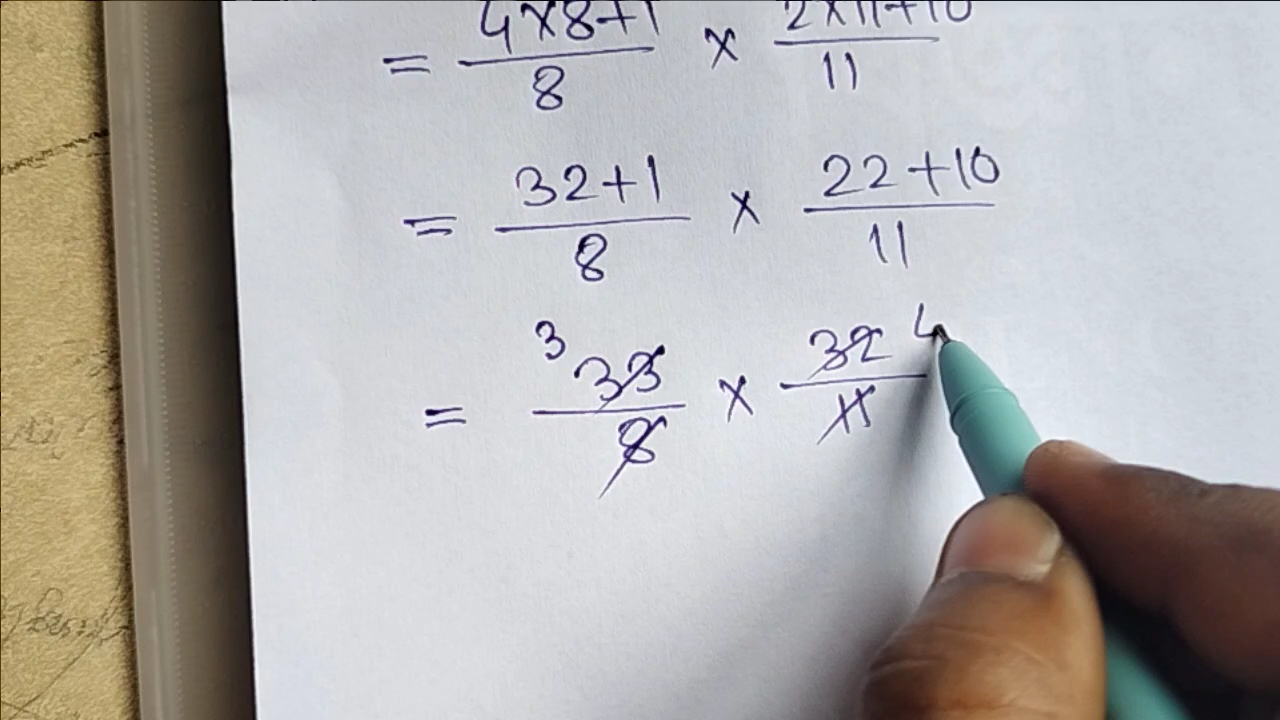 = 4×8+1/8 × 2×11+10/11
= 32+1/8 × 22+10/11
= 3 33/8 × 32/11 4